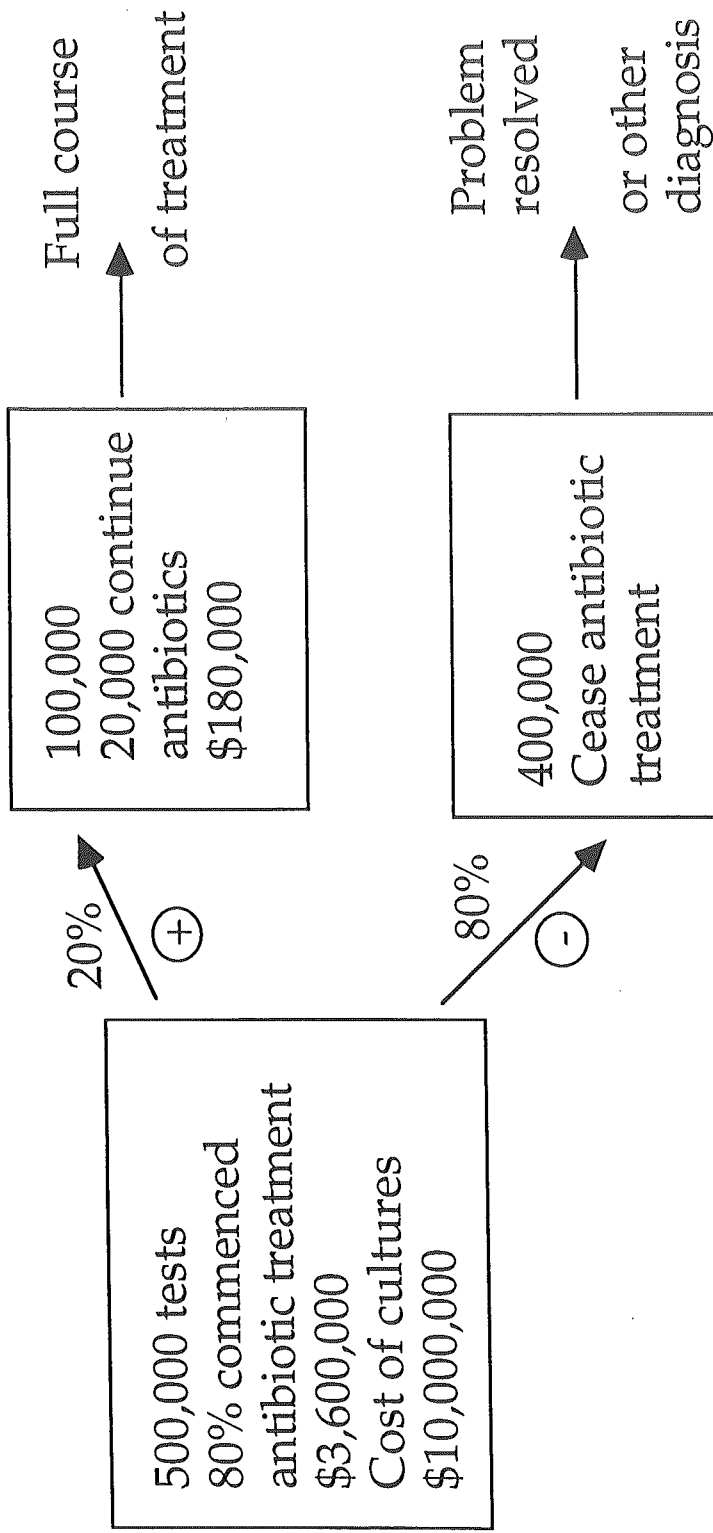 500,000 tests
80% commenced
antibiotic treatment
$3,600,000
Cost of cultures
$10,000,000
20%
+
80%
-
100,000
20,000 continue
antibiotics
$180,000
400,000
Cease antibiotic
treatment
Full course
of treatment
Problem
resolved
or other
diagnosis